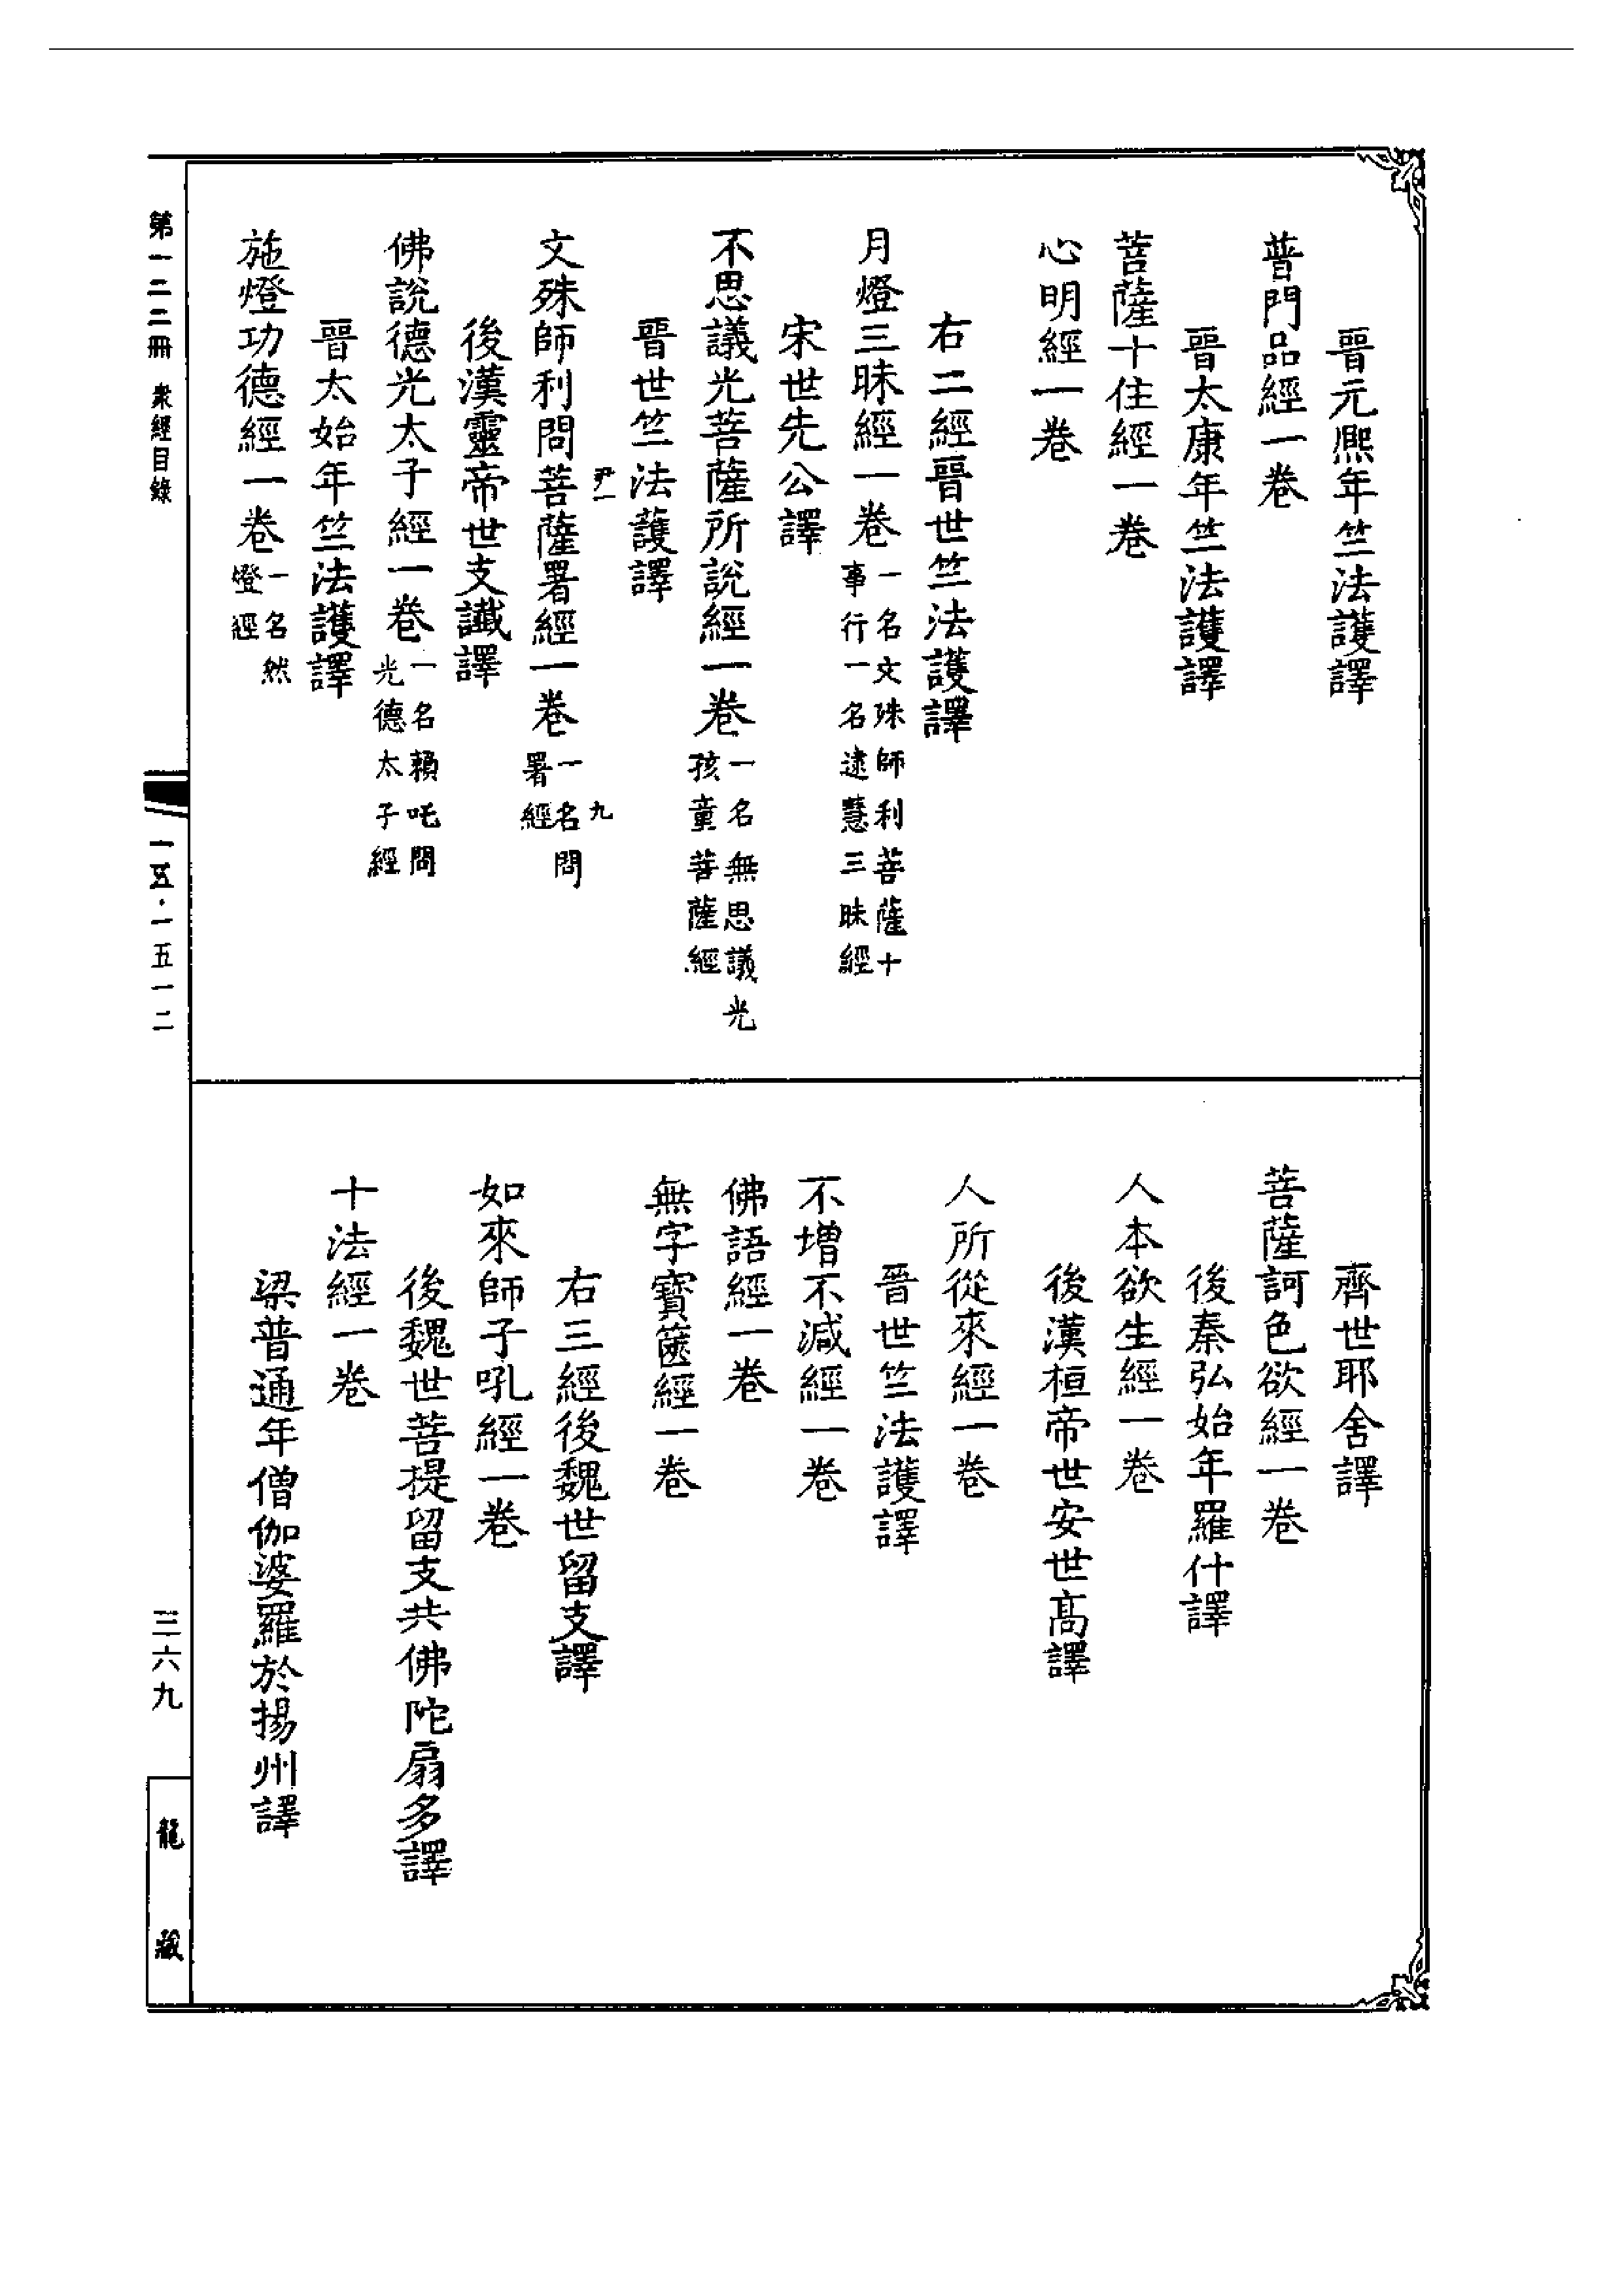 晉元熈年竺法護譯
普門品經一卷
晉太康年竺法護譯
菩薩十住經一卷
心明經一卷
右二經晉世竺法護譯
月燈三昧經一卷一名文殊師利菩薩十
事行一名逮慧三昧經
宋世先公譯
不思議光菩薩所說經一卷一名無思議光
孩童菩薩經
晉世竺法護譯
尹一 九
文殊師利問菩薩署經一卷一名問
署經
後漢靈帝世支讖譯
佛說德光太子經一卷一名賴吒問
光德太子經
晉太始年竺法護譯
施燈功德經一卷一名然
燈經
齊世耶舍譯
菩薩訶色欲經一卷
後秦弘始年羅什譯
人本欲生經一卷
後漢桓帝世安世髙譯
人所從來經一卷
晉世竺法護譯
不增不減經一卷
佛語經一卷
無字寶篋經一卷
右三經後魏世留支譯
如來師子吼經一卷
後魏世菩提留支共佛陀扇多譯
十法經一卷
梁普通年僧伽婆羅於揚州譯
第一二二冊 衆經目錄
一五·一五一二
三六九
龍藏